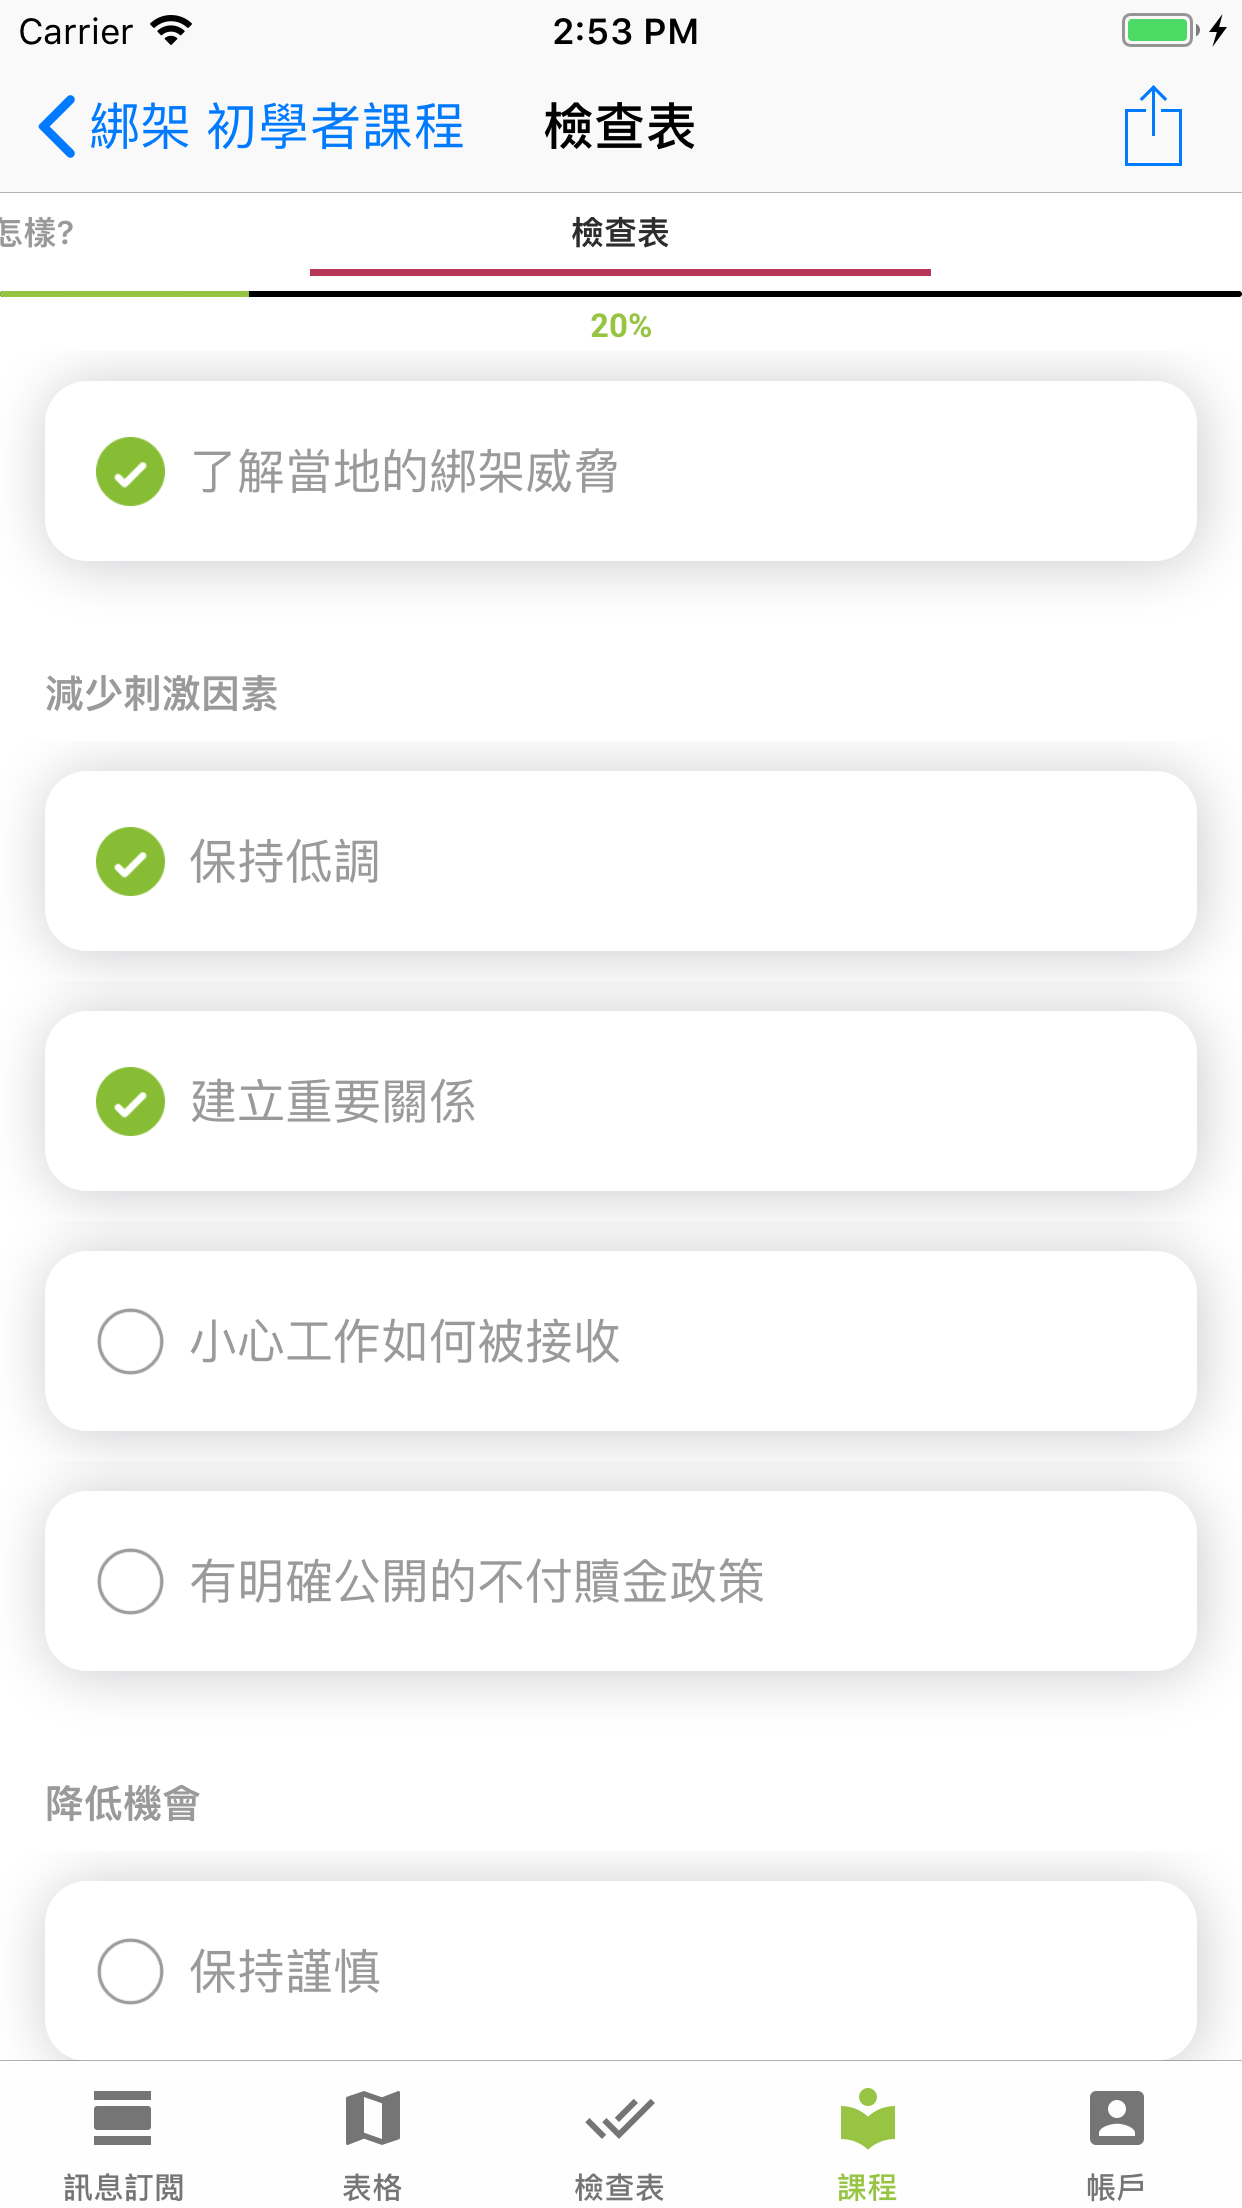 Carrier 2:53 PM
綁架 初學者課程 檢查表
怎樣? 檢查表
20%
了解當地的綁架威脅
減少刺激因素
保持低調
建立重要關係
小心工作如何被接收
有明確公開的不付贖金政策
降低機會
保持謹慎
訊息訂閱 表格 檢查表 課程 帳戶